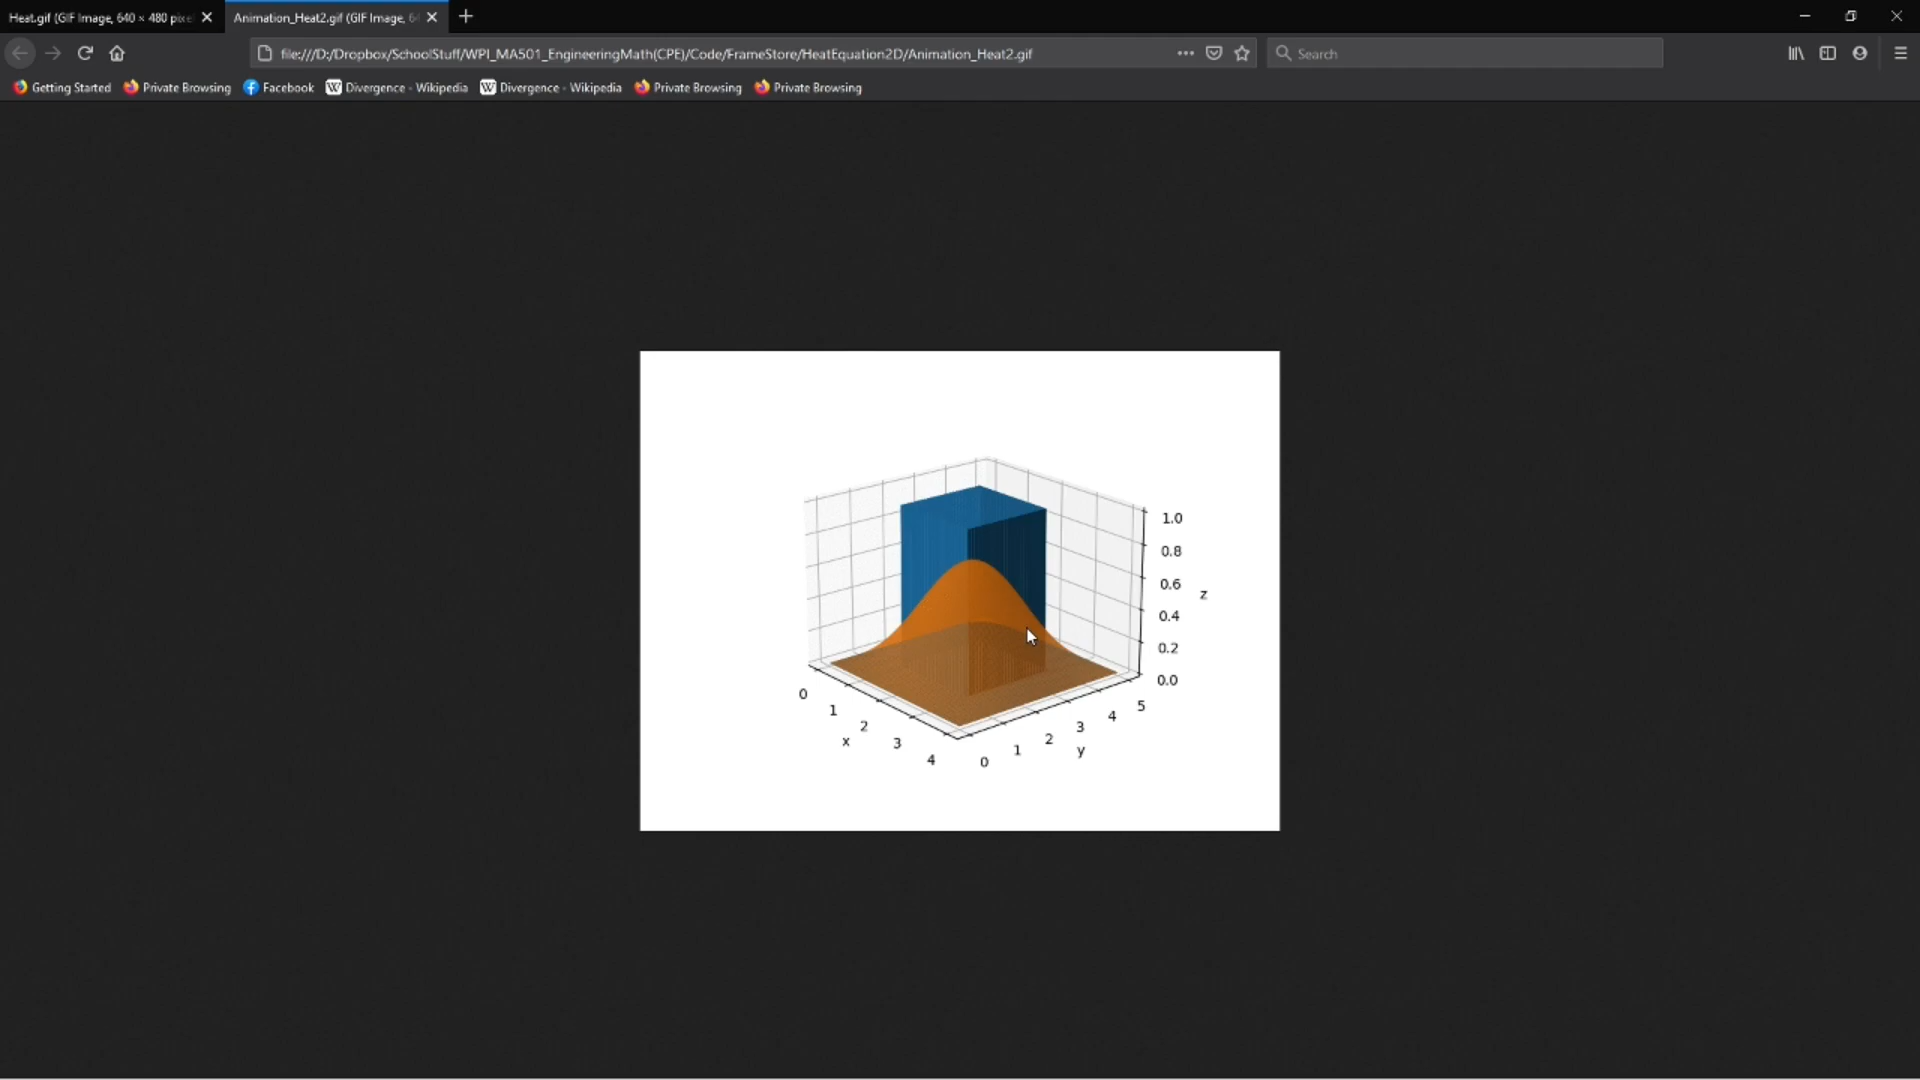 Heat.gif (GIF Image, 640 × 480 pixe
Animation_Heat2.gif (GIF Image, 6
file:///D:/Dropbox/SchoolStuff/WPI_MA501_EngineeringMath(CPE)/Code/FrameStore/HeatEquation2D/Animation_Heat2.gif
Search
Getting Started
Private Browsing
Facebook
W Divergence - Wikipedia
W Divergence - Wikipedia
Private Browsing
Private Browsing
1.0
0.8
0.6
z
0.4
0.2
0.0
0
1
2
3
4
x
0
1
2
3
4
5
y